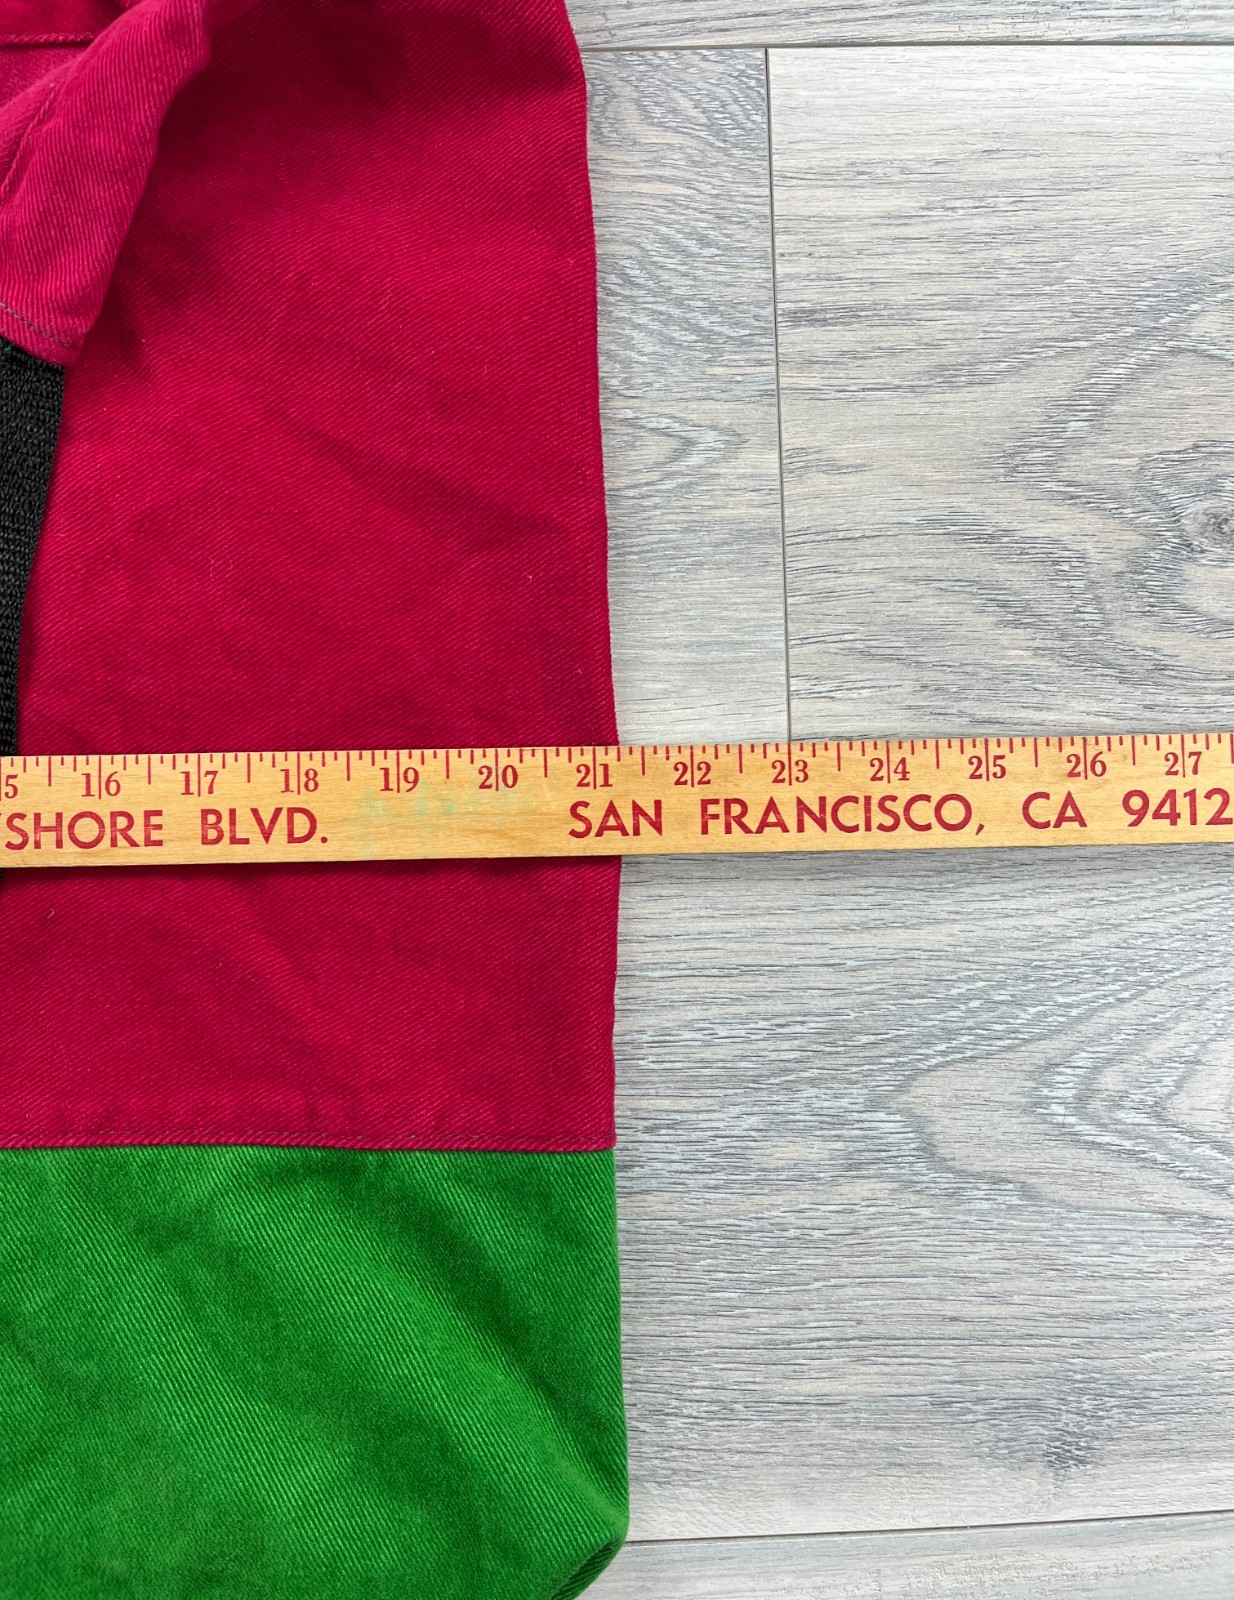 5 16 17 18 19 20 21 22 23 24 25 26 27
SHORE BLVD. SAN FRANCISCO, CA 9412